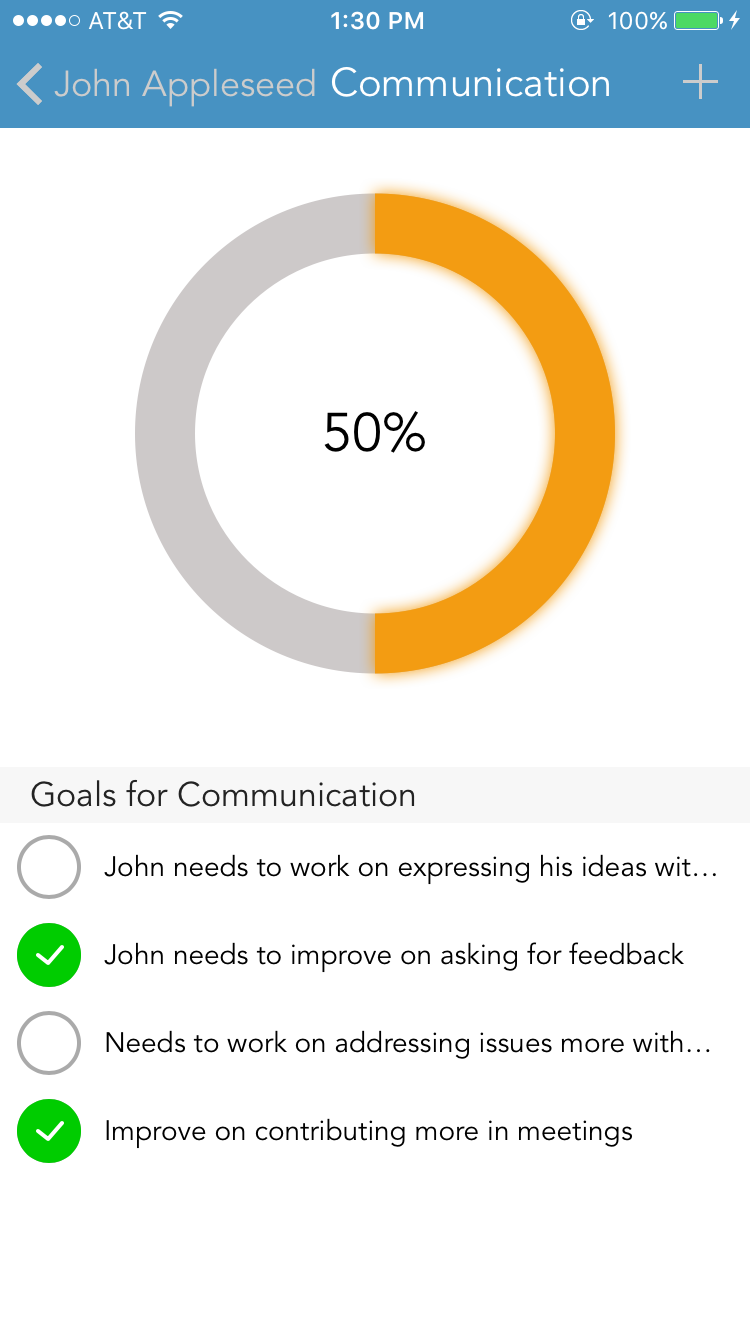 AT&T 1:30 PM 100%
John Appleseed Communication
50%
Goals for Communication
John needs to work on expressing his ideas wit...
John needs to improve on asking for feedback
Needs to work on addressing issues more with...
Improve on contributing more in meetings